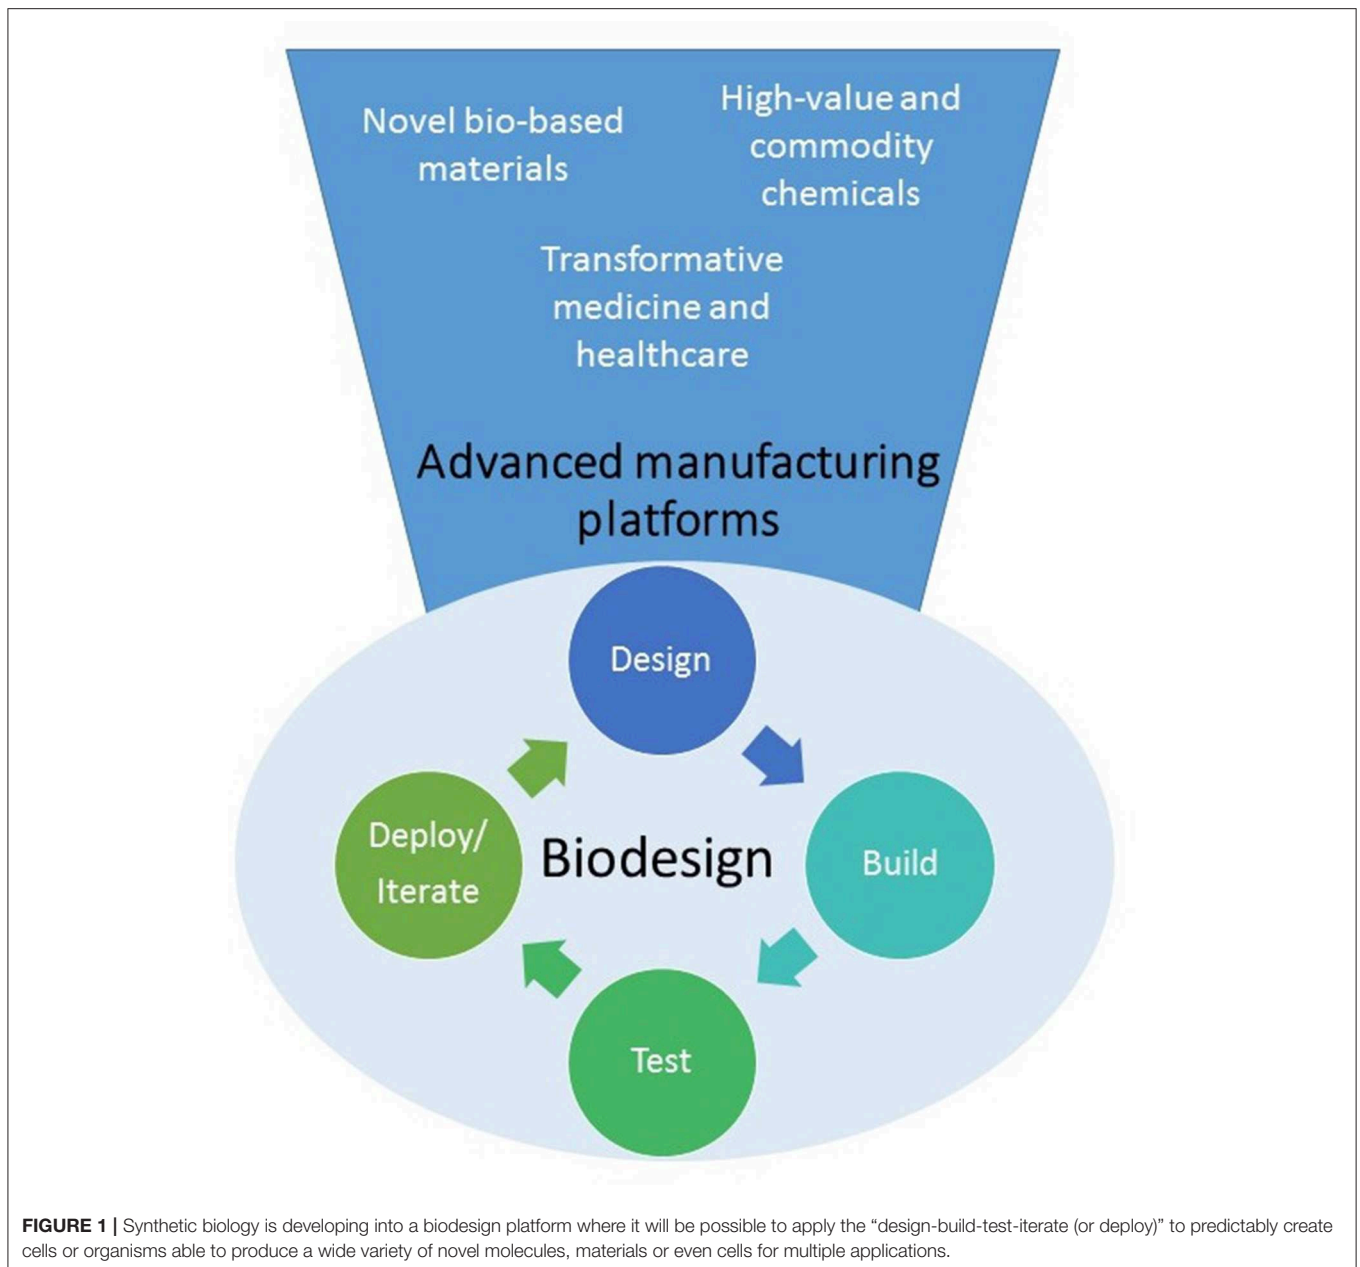 Novel bio-based
materials
High-value and
commodity
chemicals
Transformative
medicine and
healthcare
Advanced manufacturing
platforms
Design
Deploy/
Iterate
Biodesign
Build
Test
FIGURE 1 | Synthetic biology is developing into a biodesign platform where it will be possible to apply the “design-build-test-iterate (or deploy)” to predictably create
cells or organisms able to produce a wide variety of novel molecules, materials or even cells for multiple applications.